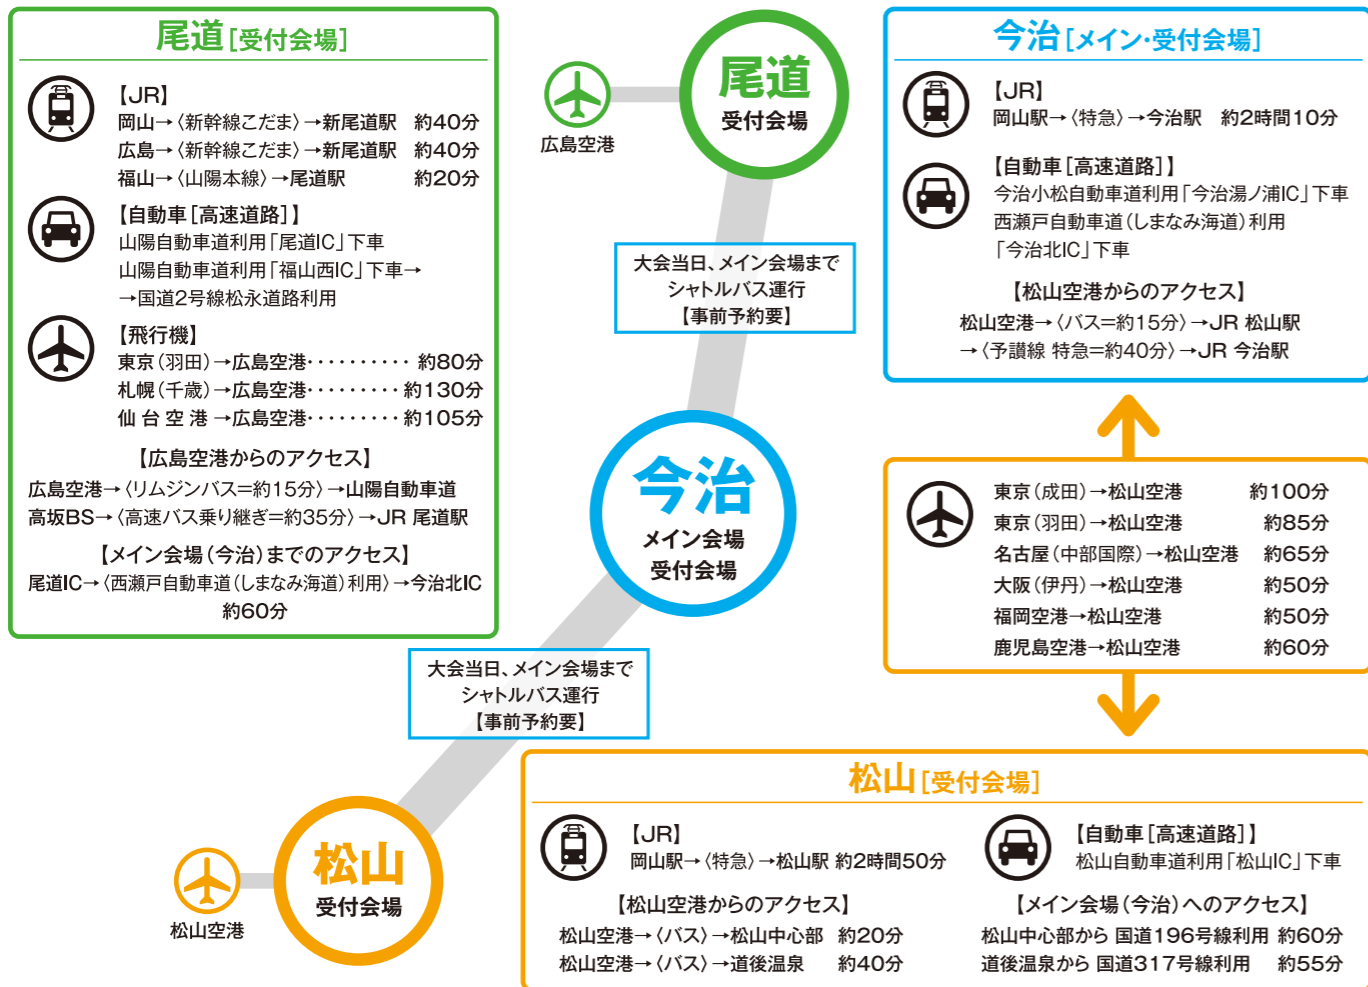 尾道[受付会場]
【JR】
岡山→〈新幹線こだま〉→新尾道駅 約40分
広島→〈新幹線こだま〉→新尾道駅 約40分
福山→〈山陽本線〉→尾道駅 約20分
【自動車[高速道路]】
山陽自動車道利用「尾道IC」下車
山陽自動車道利用「福山西IC」下車→
→国道2号線松永道路利用
【飛行機】
東京(羽田)→広島空港・・・・・・・・・・ 約80分
札幌(千歳)→広島空港・・・・・・・・・ 約130分
仙台空港→広島空港・・・・・・・・・ 約105分
【広島空港からのアクセス】
広島空港→〈リムジンバス=約15分〉→山陽自動車道
高坂BS→〈高速バス乗り継ぎ=約35分〉→JR 尾道駅
【メイン会場(今治)までのアクセス】
尾道IC→〈西瀬戸自動車道(しまなみ海道)利用〉→今治北IC
約60分
広島空港
尾道
受付会場
大会当日、メイン会場まで
シャトルバス運行
【事前予約要】
今治
メイン会場
受付会場
大会当日、メイン会場まで
シャトルバス運行
【事前予約要】
松山空港
松山
受付会場
今治[メイン・受付会場]
【JR】
岡山駅→〈特急〉→今治駅 約2時間10分
【自動車[高速道路]】
今治小松自動車道利用「今治湯ノ浦IC」下車
西瀬戸自動車道(しまなみ海道)利用
「今治北IC」下車
【松山空港からのアクセス】
松山空港→〈バス=約15分〉→JR 松山駅
→〈予讃線 特急=約40分〉→JR 今治駅
東京(成田)→松山空港 約100分
東京(羽田)→松山空港 約85分
名古屋(中部国際)→松山空港 約65分
大阪(伊丹)→松山空港 約50分
福岡空港→松山空港 約50分
鹿児島空港→松山空港 約60分
松山[受付会場]
【JR】
岡山駅→〈特急〉→松山駅 約2時間50分
【松山空港からのアクセス】
松山空港→〈バス〉→松山中心部 約20分
松山空港→〈バス〉→道後温泉 約40分
【自動車[高速道路]】
松山自動車道利用「松山IC」下車
【メイン会場(今治)へのアクセス】
松山中心部から 国道196号線利用 約60分
道後温泉から 国道317号線利用 約55分